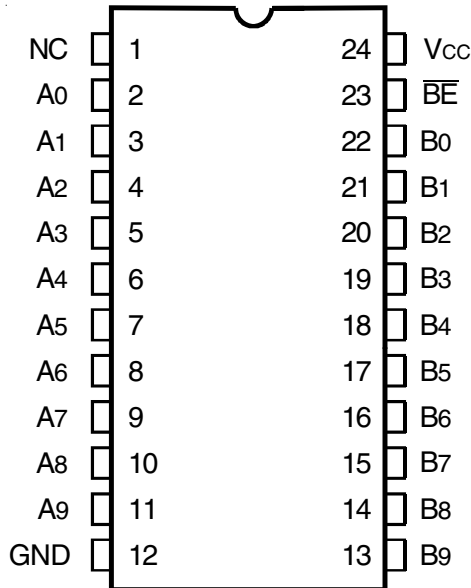 NC 1 24 VCC
A0 2 23 B̅E̅
A1 3 22 B0
A2 4 21 B1
A3 5 20 B2
A4 6 19 B3
A5 7 18 B4
A6 8 17 B5
A7 9 16 B6
A8 10 15 B7
A9 11 14 B8
GND 12 13 B9